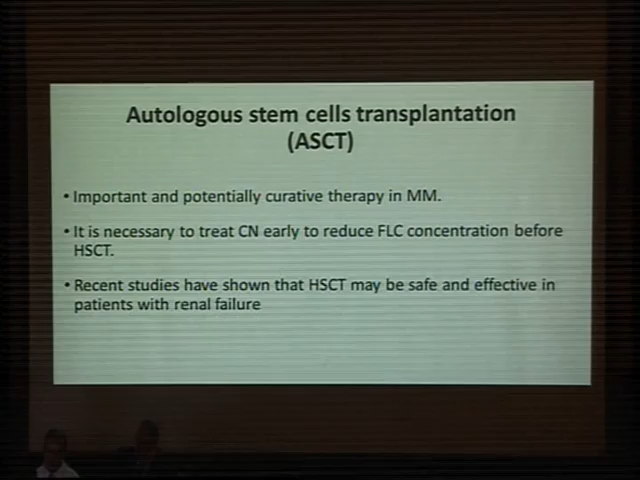 Autologous stem cells transplantation
(ASCT)
• Important and potentially curative therapy in MM.
• It is necessary to treat CN early to reduce FLC concentration before
HSCT.
• Recent studies have shown that HSCT may be safe and effective in
patients with renal failure